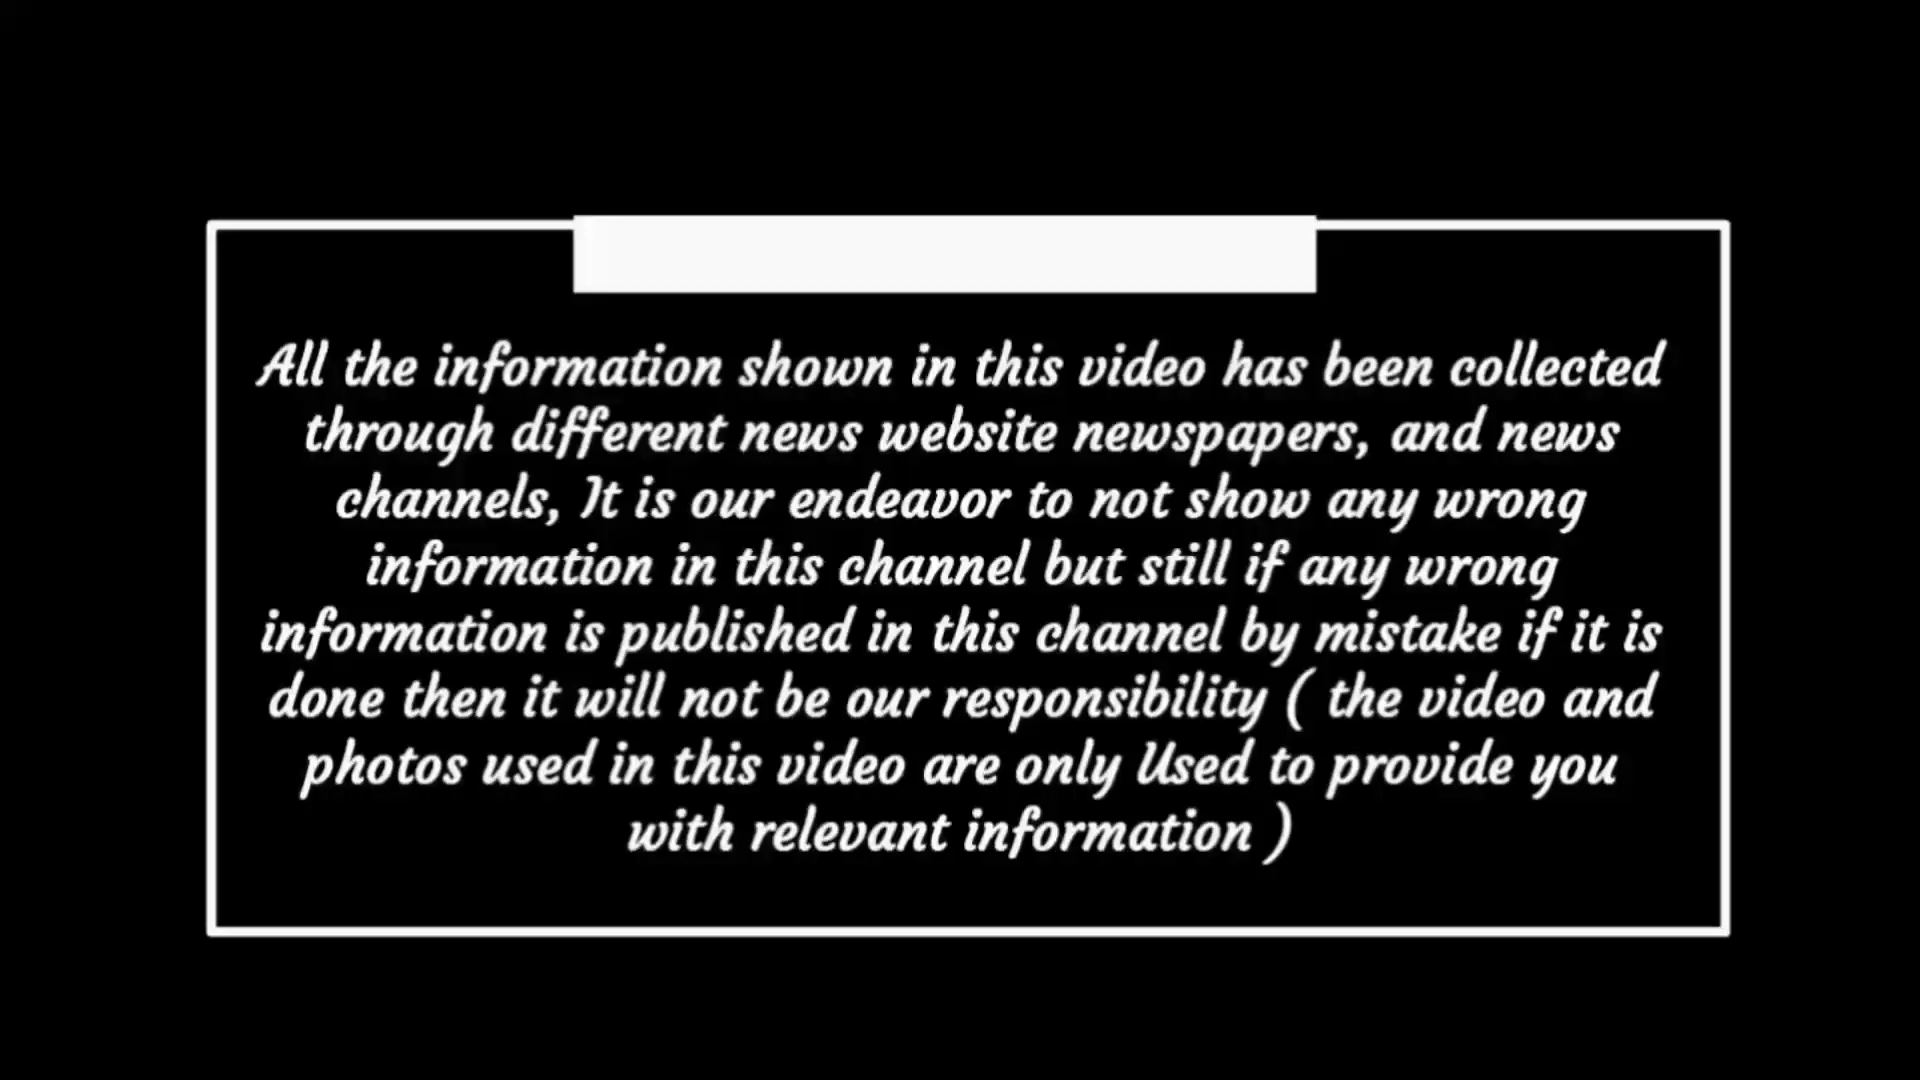 All the information shown in this video has been collected
through different news website newspapers, and news
channels, It is our endeavor to not show any wrong
information in this channel but still if any wrong
information is published in this channel by mistake if it is
done then it will not be our responsibility ( the video and
photos used in this video are only Used to provide you
with relevant information )